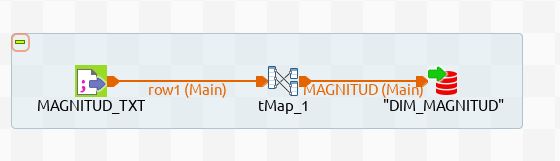 row1 (Main)
MAGNITUD (Main)
MAGNITUD_TXT
tMap_1
"DIM_MAGNITUD"